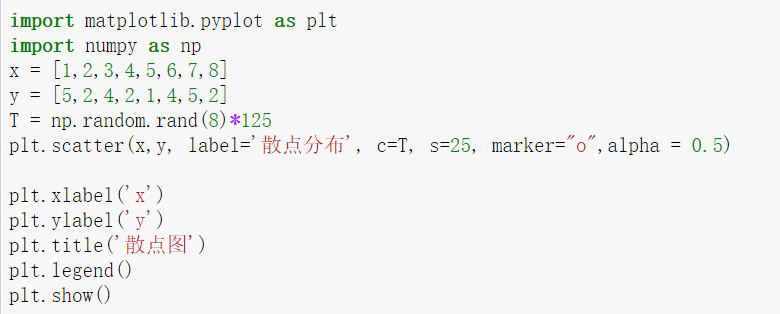 import matplotlib.pyplot as plt
import numpy as np
x = [1,2,3,4,5,6,7,8]
y = [5,2,4,2,1,4,5,2]
T = np.random.rand(8)*125
plt.scatter(x,y, label='散点分布', c=T, s=25, marker="o",alpha = 0.5)
plt.xlabel('x')
plt.ylabel('y')
plt.title('散点图')
plt.legend()
plt.show()